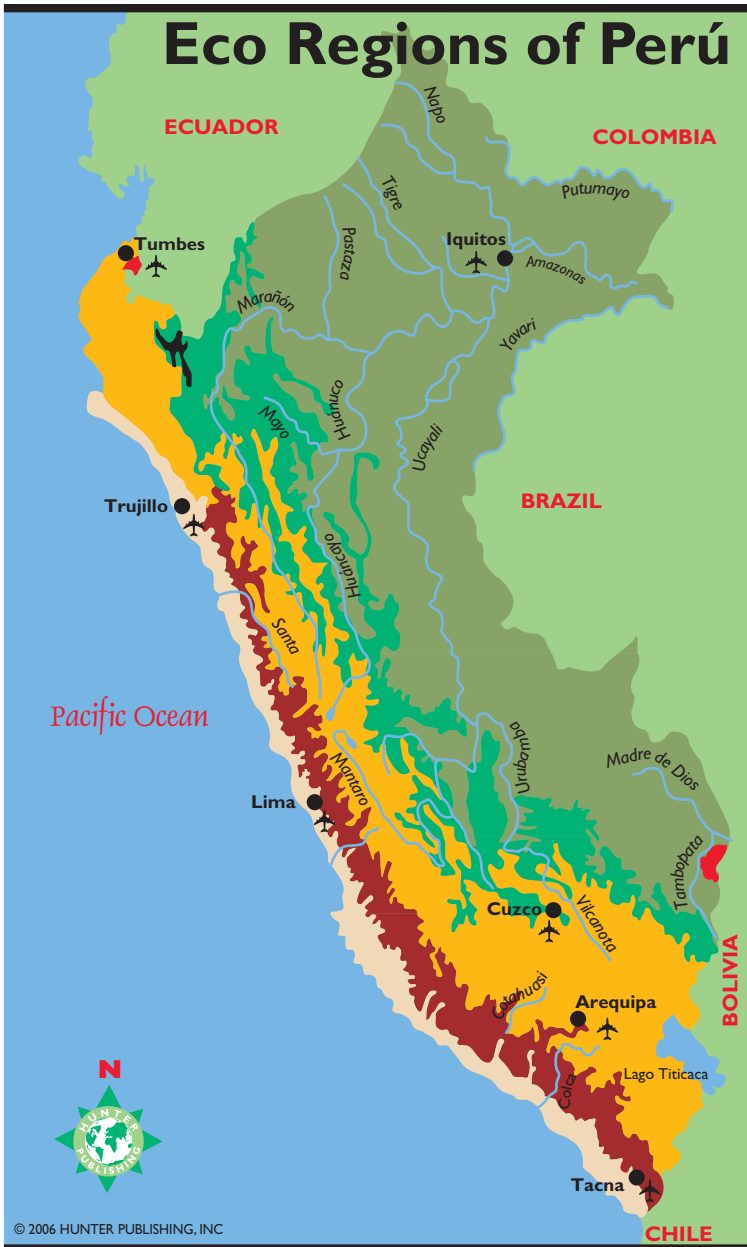 Eco Regions of Perú
ECUADOR
COLOMBIA
Napo
Putumayo
Tigre
Pastaza
Tumbes
Iquitos
Amazonas
Marañón
Yavari
Huánuco
Mayo
Ucayali
Trujillo
BRAZIL
Huancayo
Santa
Pacific Ocean
Urubamba
Madre de Dios
Mantaro
Lima
Tambopata
Cuzco
Vilcanota
BOLIVIA
Cotahuasi
Arequipa
N
Lago Titicaca
Colca
HUNTER
PUBLISHING
Tacna
© 2006 HUNTER PUBLISHING, INC
CHILE